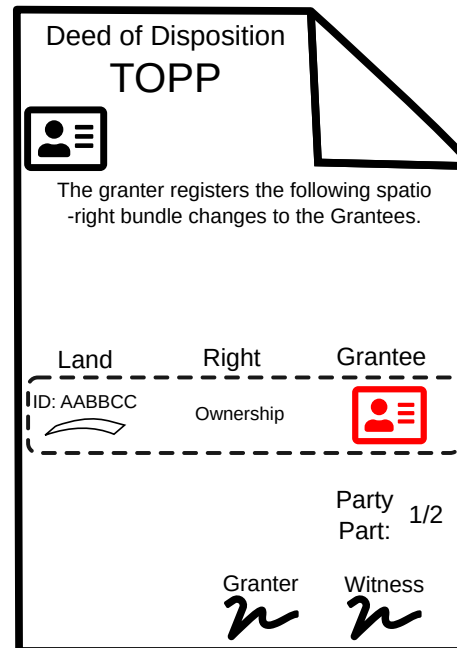 Deed of Disposition
TOPP
The granter registers the following spatio
-right bundle changes to the Grantees.
Land Right Grantee
ID: AABBCC
Ownership
Party
Part: 1/2
Granter Witness